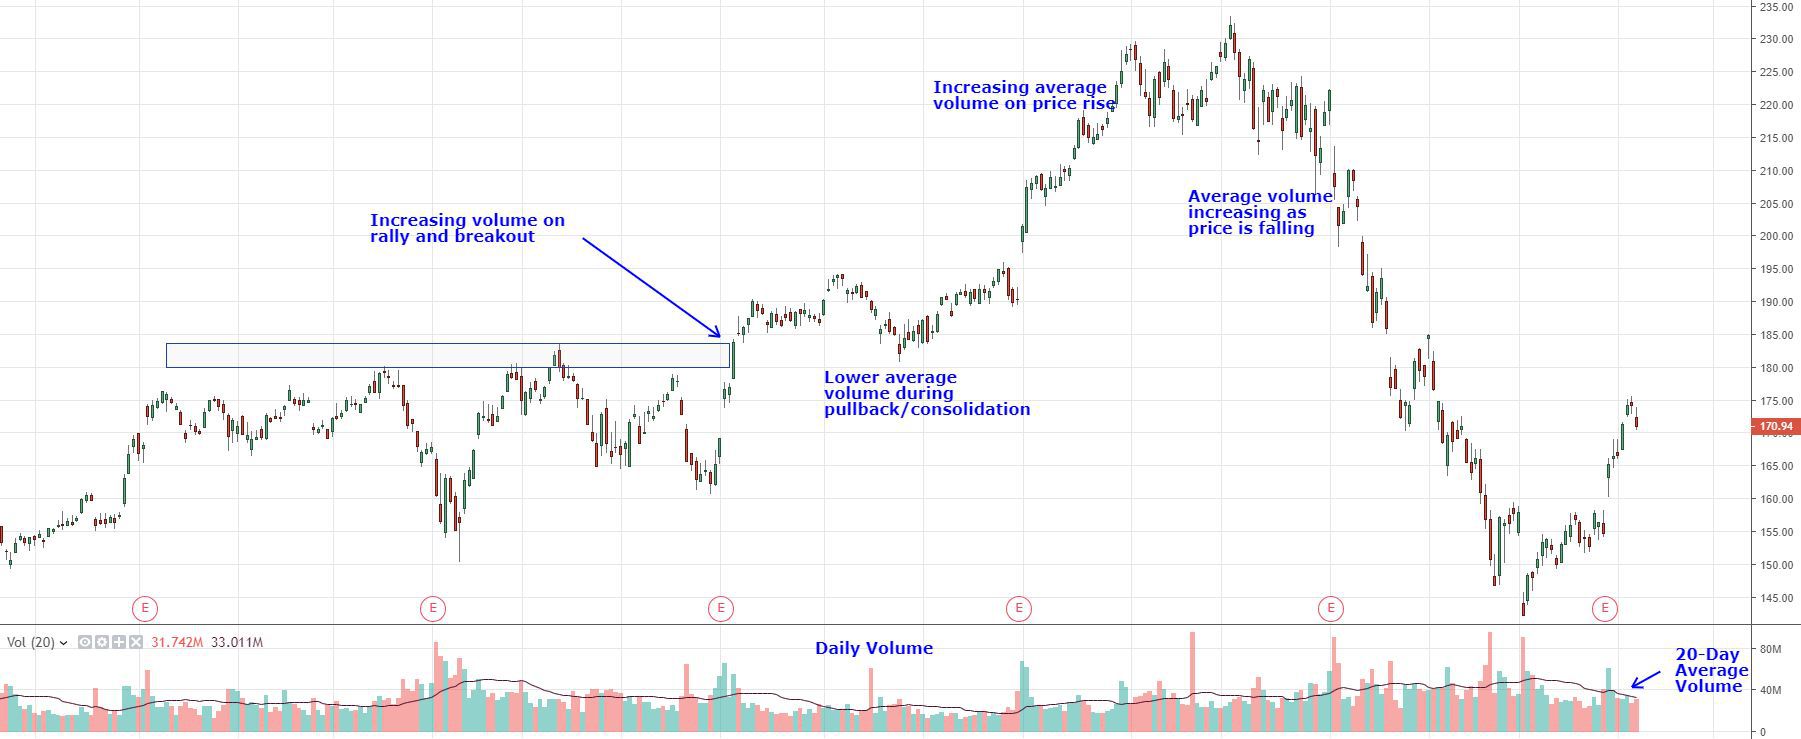 235.00
230.00
225.00
Increasing average
volume on price rise
220.00
215.00
210.00
Average volume
increasing as
price is falling
205.00
Increasing volume on
rally and breakout
200.00
195.00
190.00
185.00
180.00
Lower average
volume during
pullback/consolidation
175.00
170.94
165.00
160.00
155.00
150.00
145.00
E E E E E E
Vol (20) 31.742M 33.011M
Daily Volume
20-Day
Average
Volume
80M
40M
0